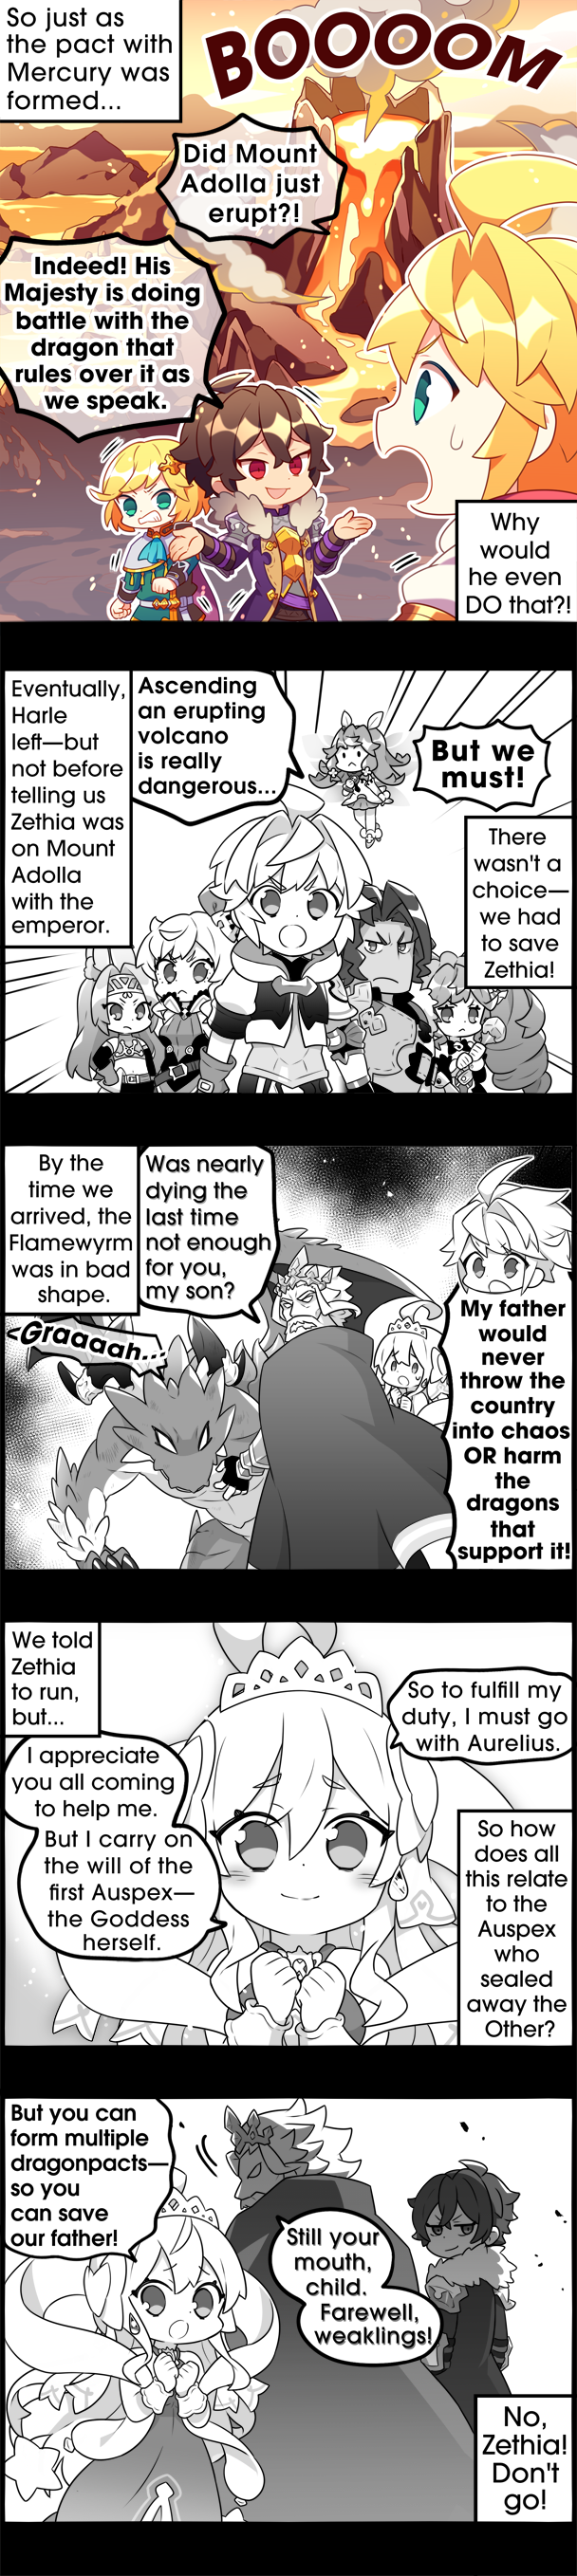 So just as
the pact with
Mercury was
formed...
BOOOOM
Did Mount
Adolla just
erupt?!
Indeed! His
Majesty is doing
battle with the
dragon that
rules over it as
we speak.
Why
would
he even
DO that?!
Eventually,
Harle
left—but
not before
telling us
Zethia was
on Mount
Adolla
with the
emperor.
Ascending
an erupting
volcano
is really
dangerous...
But we
must!
There
wasn't a
choice—
we had
to save
Zethia!
By the
time we
arrived, the
Flamewyrm
was in bad
shape.
Was nearly
dying the
last time
not enough
for you,
my son?
<Graaaah...
My father
would
never
throw the
country
into chaos
OR harm
the
dragons
that
support it!
We told
Zethia
to run,
but...
I appreciate
you all coming
to help me.
But I carry on
the will of the
first Auspex—
the Goddess
herself.
So to fulfill my
duty, I must go
with Aurelius.
So how
does all
this relate
to the
Auspex
who
sealed
away the
Other?
But you can
form multiple
dragonpacts—
so you
can save
our father!
Still your
mouth,
child.
Farewell,
weaklings!
No,
Zethia!
Don't
go!